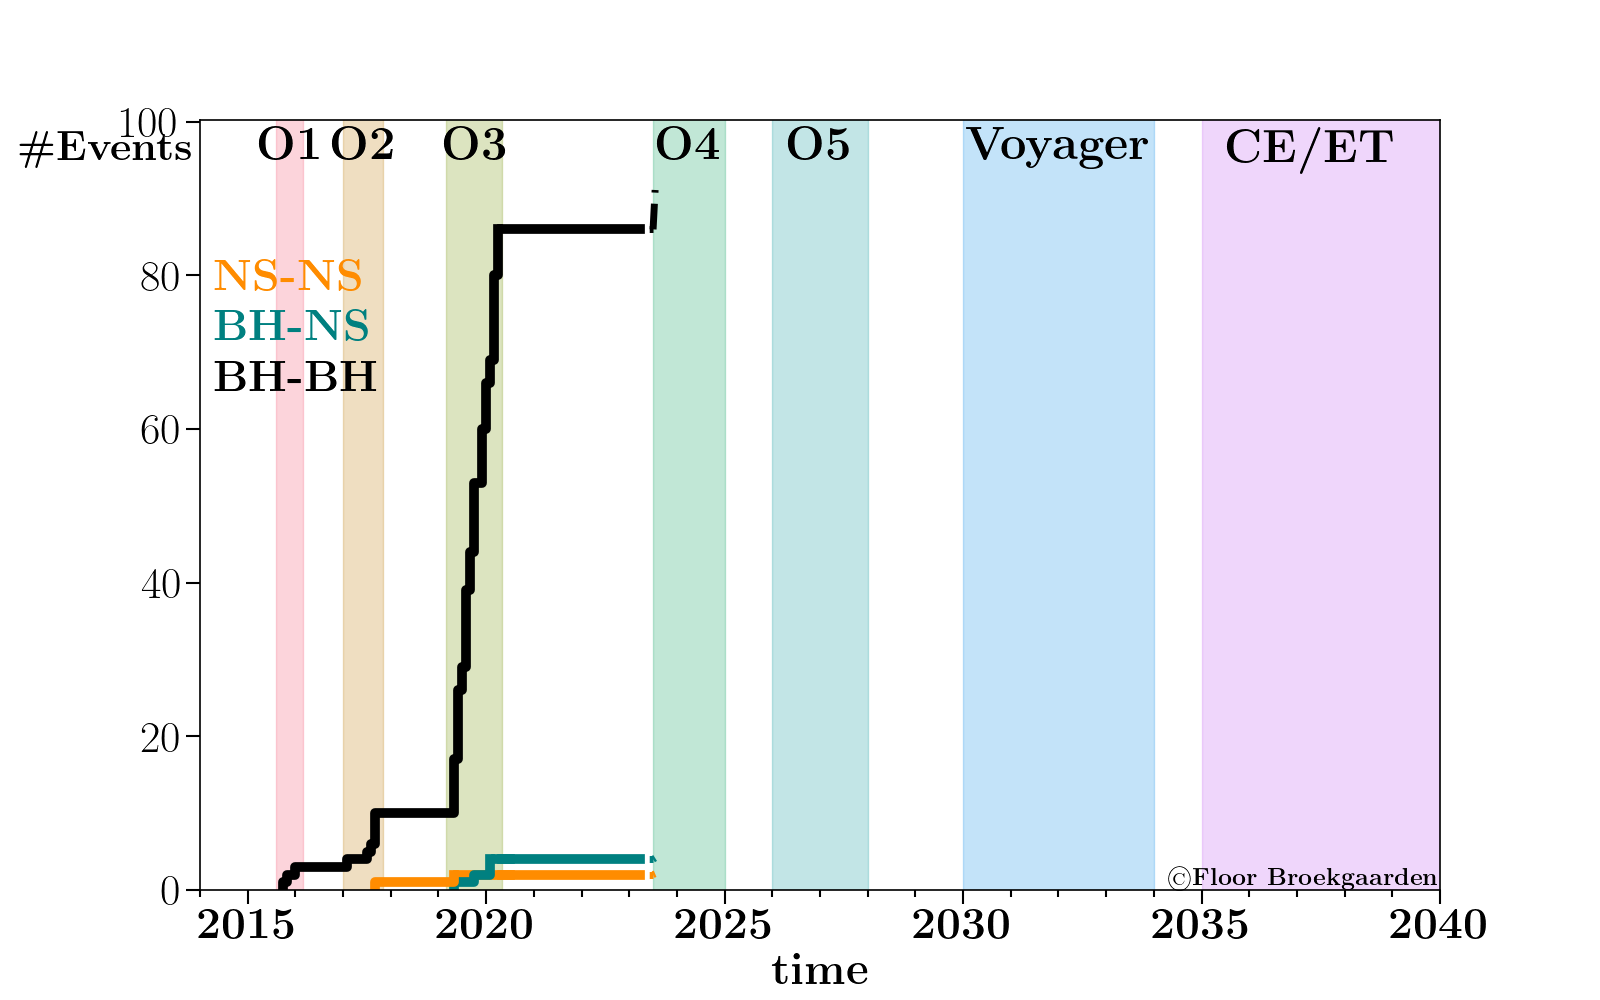 100
#Events
O1 O2 O3 O4 O5 Voyager CE/ET
NS-NS
80
BH-NS
BH-BH
60
40
20
©Floor Broekgaarden
0
2015 2020 2025 2030 2035 2040
time